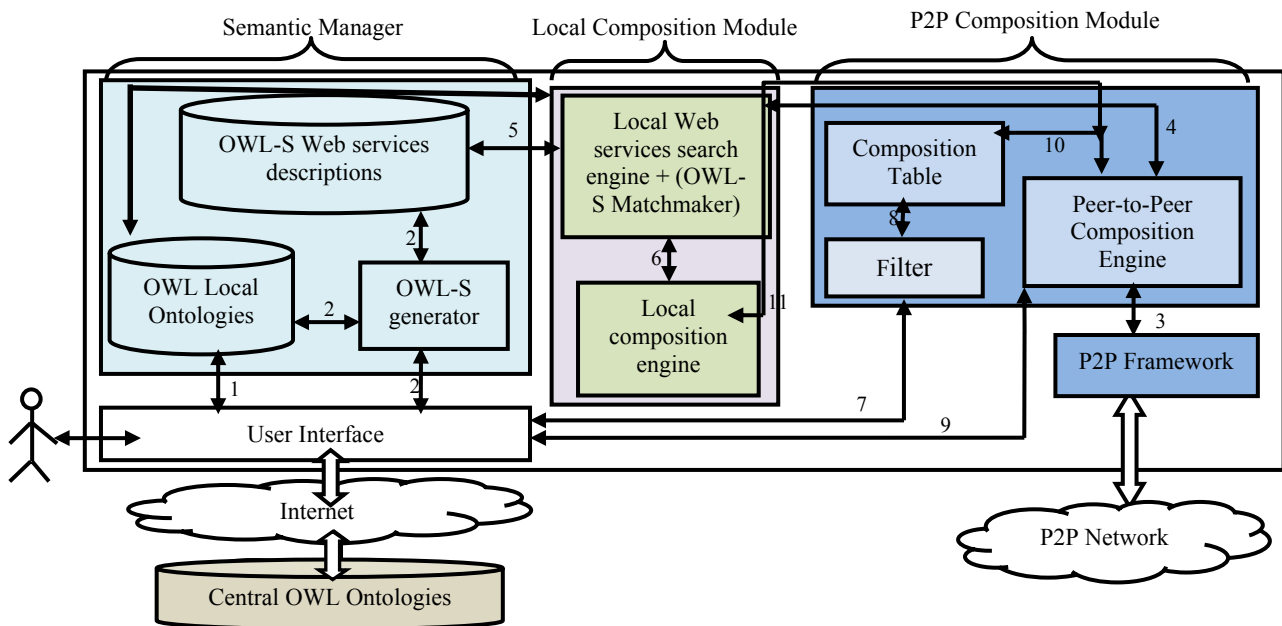 Semantic Manager
Local Composition Module
P2P Composition Module
OWL-S Web services
descriptions
5
Local Web
services search
engine + (OWL-
S Matchmaker)
4
Composition
Table
10
Peer-to-Peer
Composition
Engine
8
Filter
2
6
OWL Local
Ontologies
2
OWL-S
generator
Local
composition
engine
11
3
P2P Framework
1
2
7
9
User Interface
Internet
P2P Network
Central OWL Ontologies